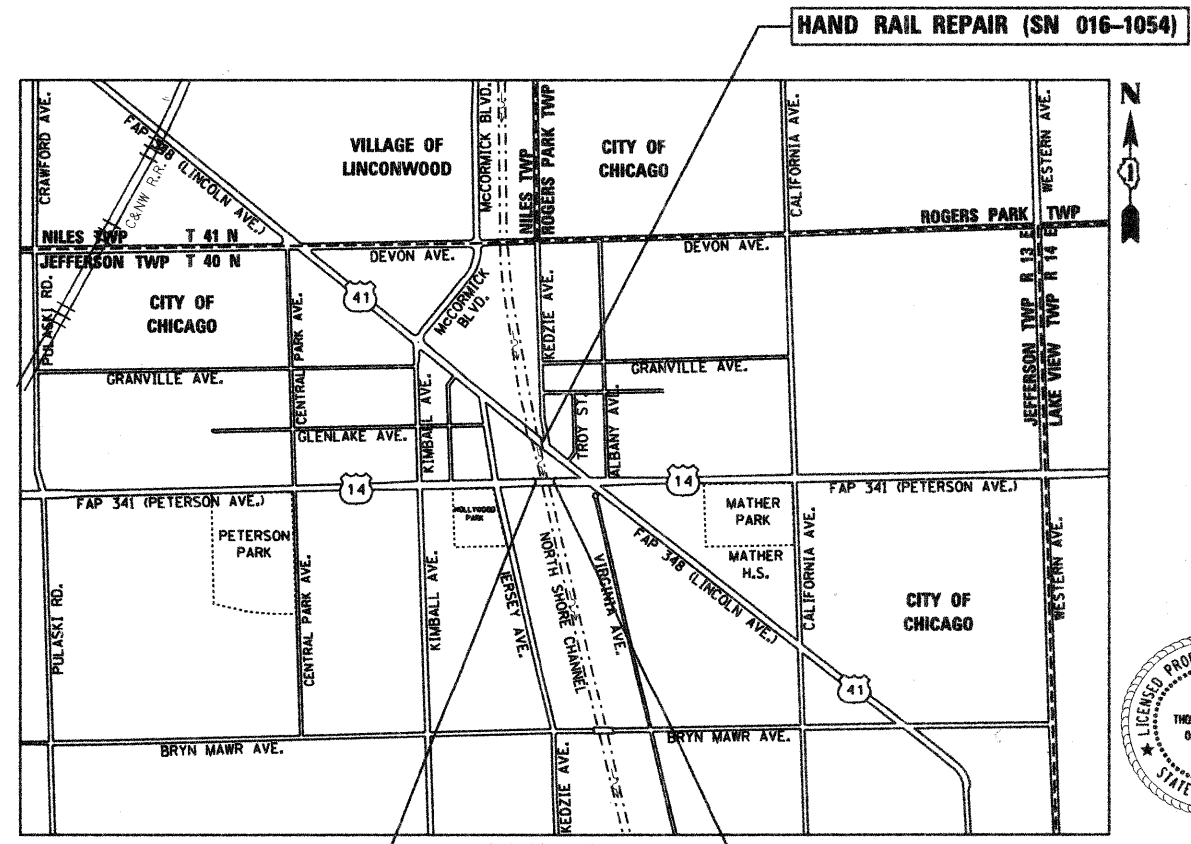 HAND RAIL REPAIR (SN 016-1054)
N
1
CRAWFORD AVE.
C&NW R.R.
FAP 348 (LINCOLN AVE.)
VILLAGE OF
LINCONWOOD
McCORMICK BLVD.
NILES TWP
ROGERS PARK TWP
CITY OF
CHICAGO
CALIFORNIA AVE.
WESTERN AVE.
ROGERS PARK TWP
NILES TWP T 41 N
JEFFERSON TWP T 40 N
DEVON AVE.
DEVON AVE.
PULASKI RD.
CITY OF
CHICAGO
CENTRAL PARK AVE.
41
McCORMICK
BLVD.
KEDZIE AVE.
JEFFERSON TWP R 13 E
LAKE VIEW TWP R 14 E
GRANVILLE AVE.
GRANVILLE AVE.
KIMBALL AVE.
TROY ST.
ALBANY AVE.
GLENLAKE AVE.
FAP 341 (PETERSON AVE.)
14
14
FAP 341 (PETERSON AVE.)
HOLLYWOOD
PARK
PETERSON
PARK
MATHER
PARK
MATHER
H.S.
PULASKI RD.
CENTRAL PARK AVE.
KIMBALL AVE.
JERSEY AVE.
NORTH SHORE CHANNEL
VIRGINIA AVE.
FAP 348 (LINCOLN AVE.)
CALIFORNIA AVE.
WESTERN AVE.
CITY OF
CHICAGO
41
BRYN MAWR AVE.
BRYN MAWR AVE.
KEDZIE AVE.
LICENSED
STATE